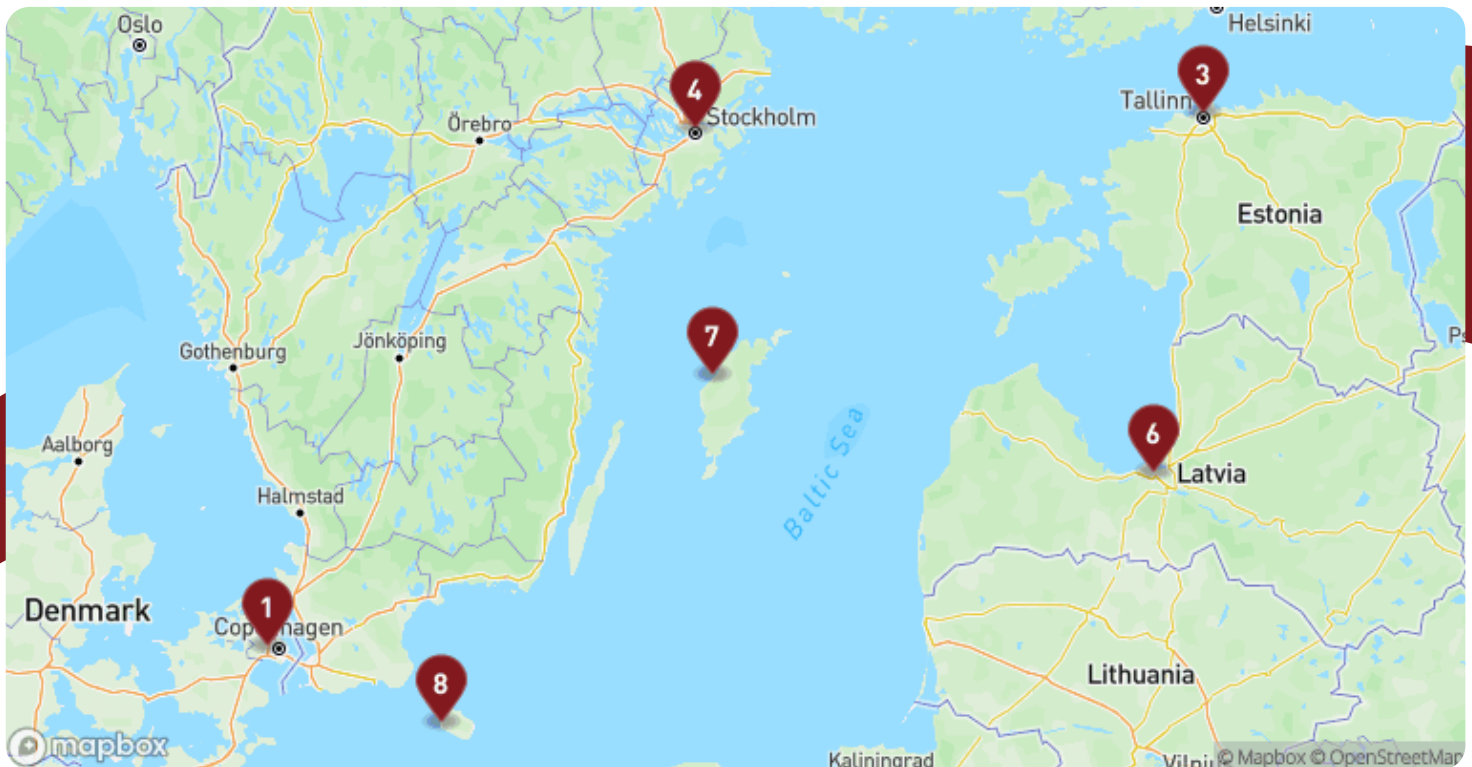 Oslo
Helsinki
4
3
Tallinn
Stockholm
Örebro
Estonia
7
Gothenburg
Jönköping
Baltic Sea
6
Aalborg
Latvia
Halmstad
1
Denmark
8
Lithuania
mapbox
Kaliningrad
© Mapbox © OpenStreetMap